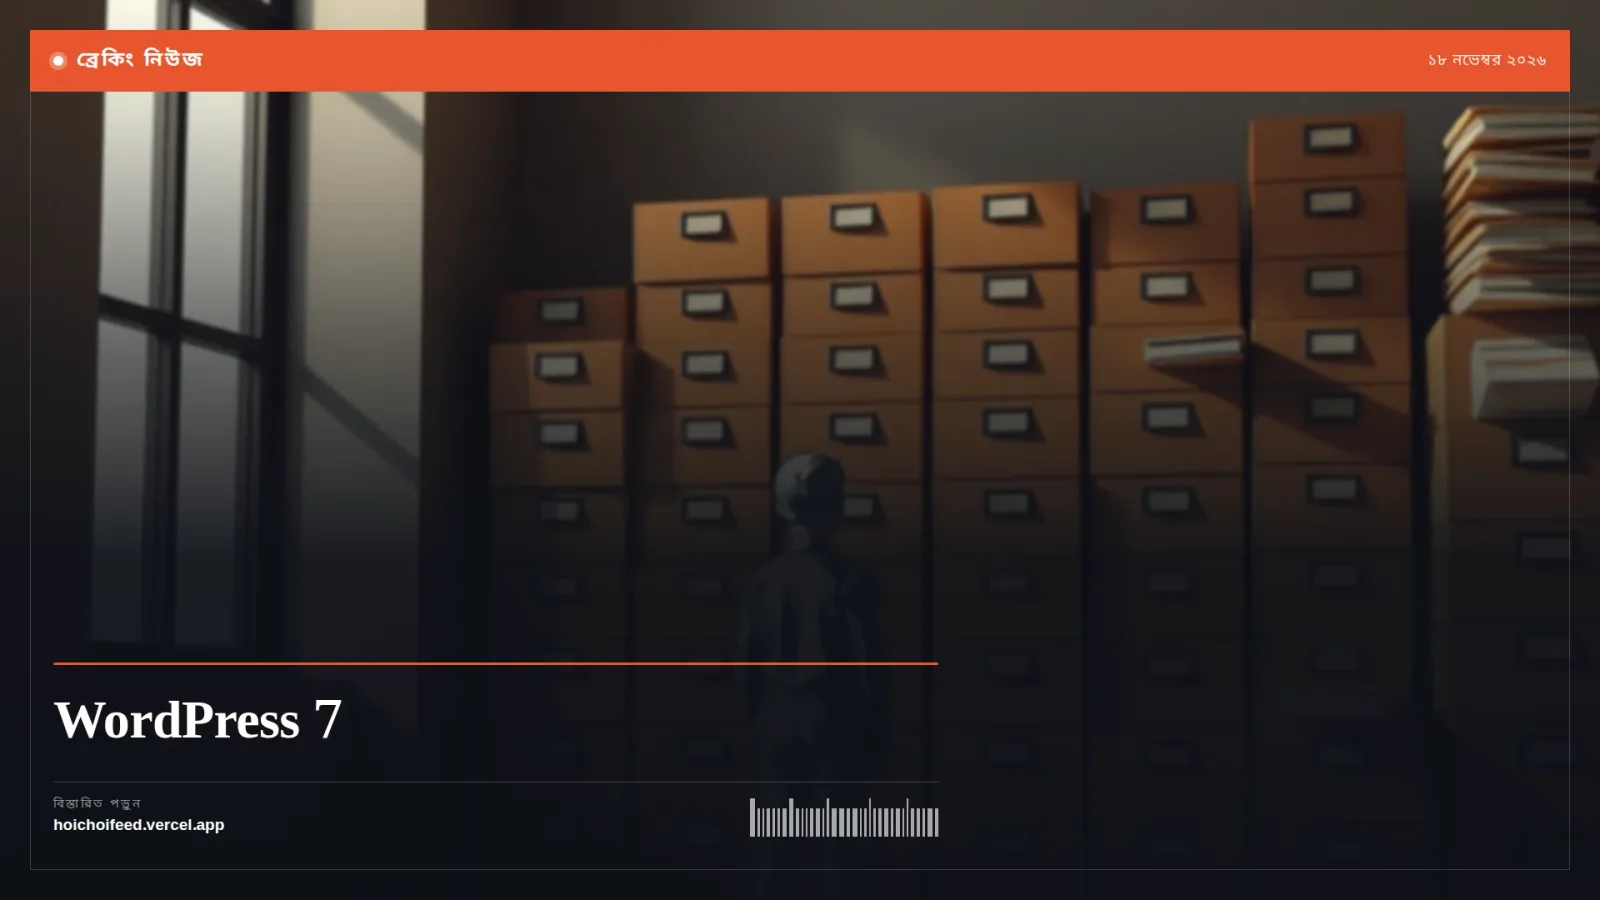 ব্রেকিং নিউজ
১৮ নভেম্বর ২০২৬
WordPress 7
বিস্তারিত পড়ুন
hoichoifeed.vercel.app